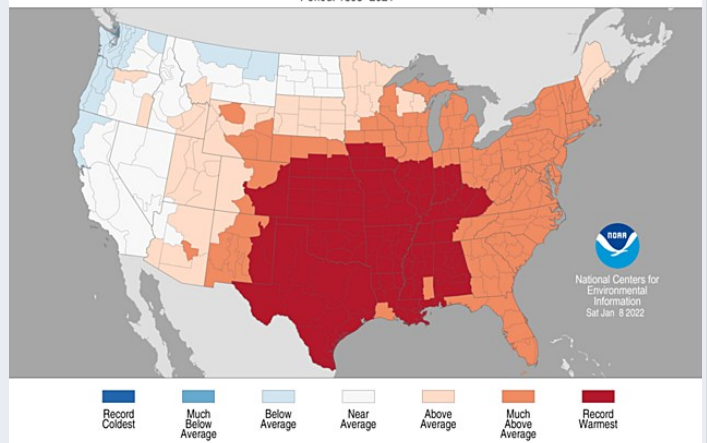 NOAA
National Centers for
Environmental
Information
Sat Jan 8 2022
Record
Coldest
Much
Below
Average
Below
Average
Near
Average
Above
Average
Much
Above
Average
Record
Warmest